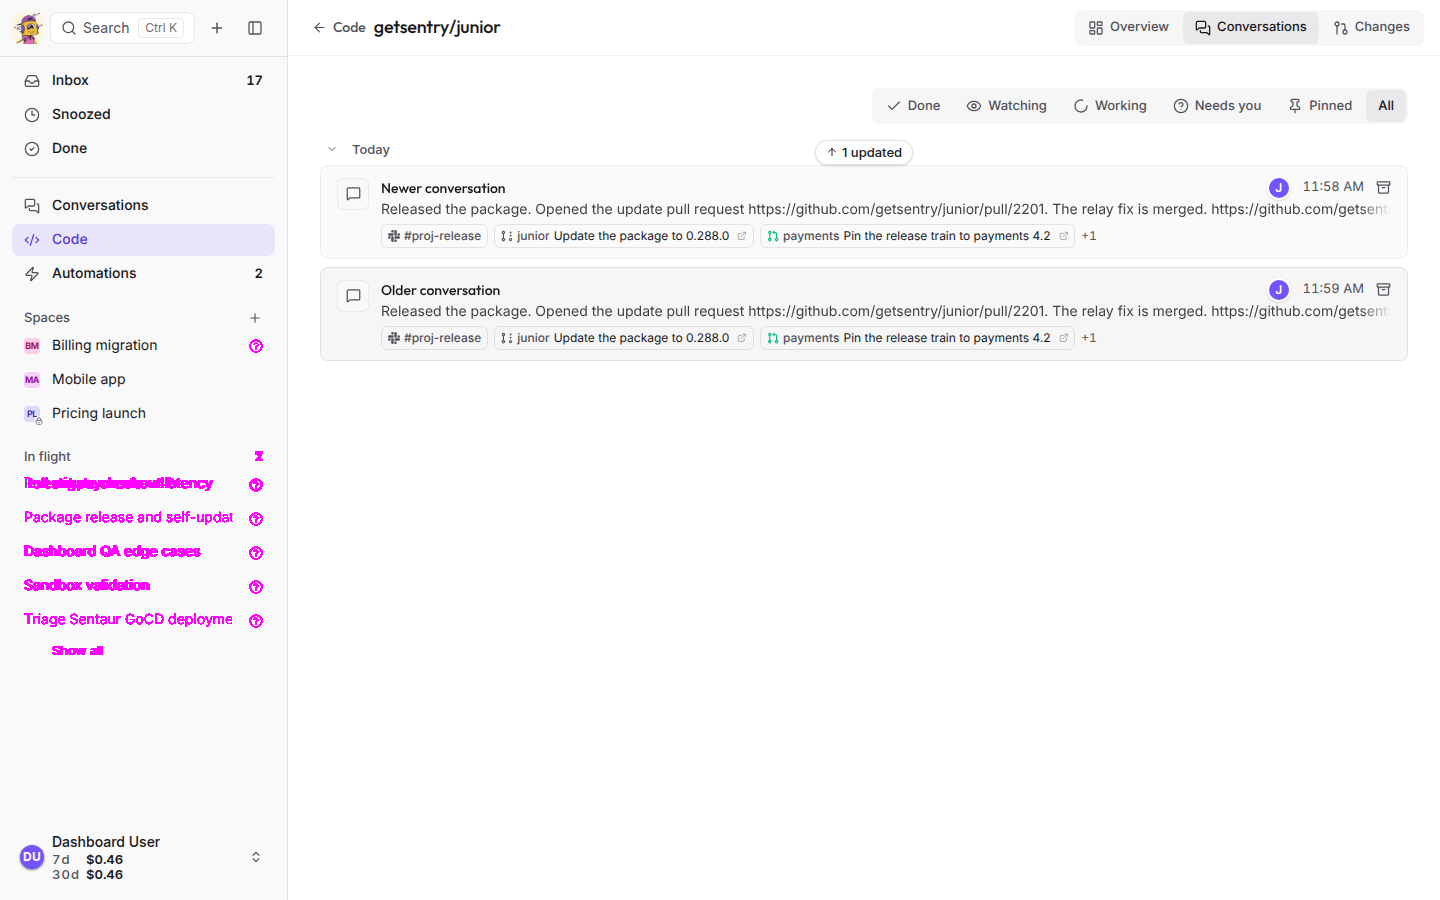 Search Ctrl K
Code getsentry/junior
Overview Conversations Changes
Inbox 17
Snoozed
Done
Conversations
Code
Automations 2
Spaces
BM Billing migration
MA Mobile app
PL Pricing launch
In flight
Package release and self-updat
Dashboard QA edge cases
Sandbox validation
Triage Sentaur GoCD deployme
Show all
DU Dashboard User
7d $0.46
30d $0.46
Done Watching Working Needs you Pinned All
Today
1 updated
Newer conversation J 11:58 AM
Released the package. Opened the update pull request https://github.com/getsentry/junior/pull/2201. The relay fix is merged. https://github.com/getsent
#proj-release junior Update the package to 0.288.0 payments Pin the release train to payments 4.2 +1
Older conversation J 11:59 AM
Released the package. Opened the update pull request https://github.com/getsentry/junior/pull/2201. The relay fix is merged. https://github.com/getsent
#proj-release junior Update the package to 0.288.0 payments Pin the release train to payments 4.2 +1